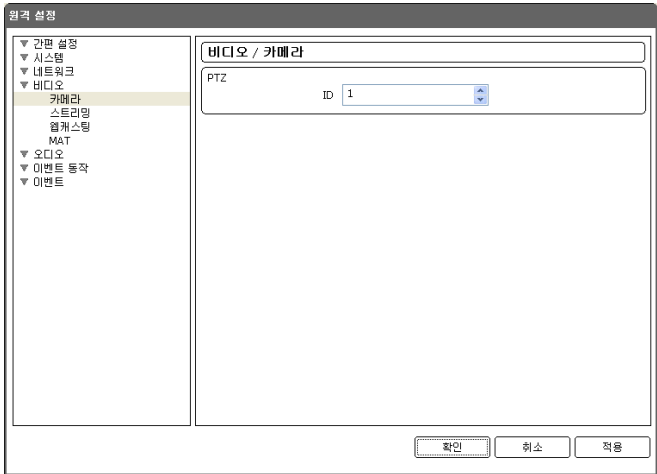 원격 설정
간편 설정
시스템
네트워크
비디오
카메라
스트리밍
웹캐스팅
MAT
오디오
이벤트 동작
이벤트
비디오 / 카메라
PTZ
ID 1
확인 취소 적용